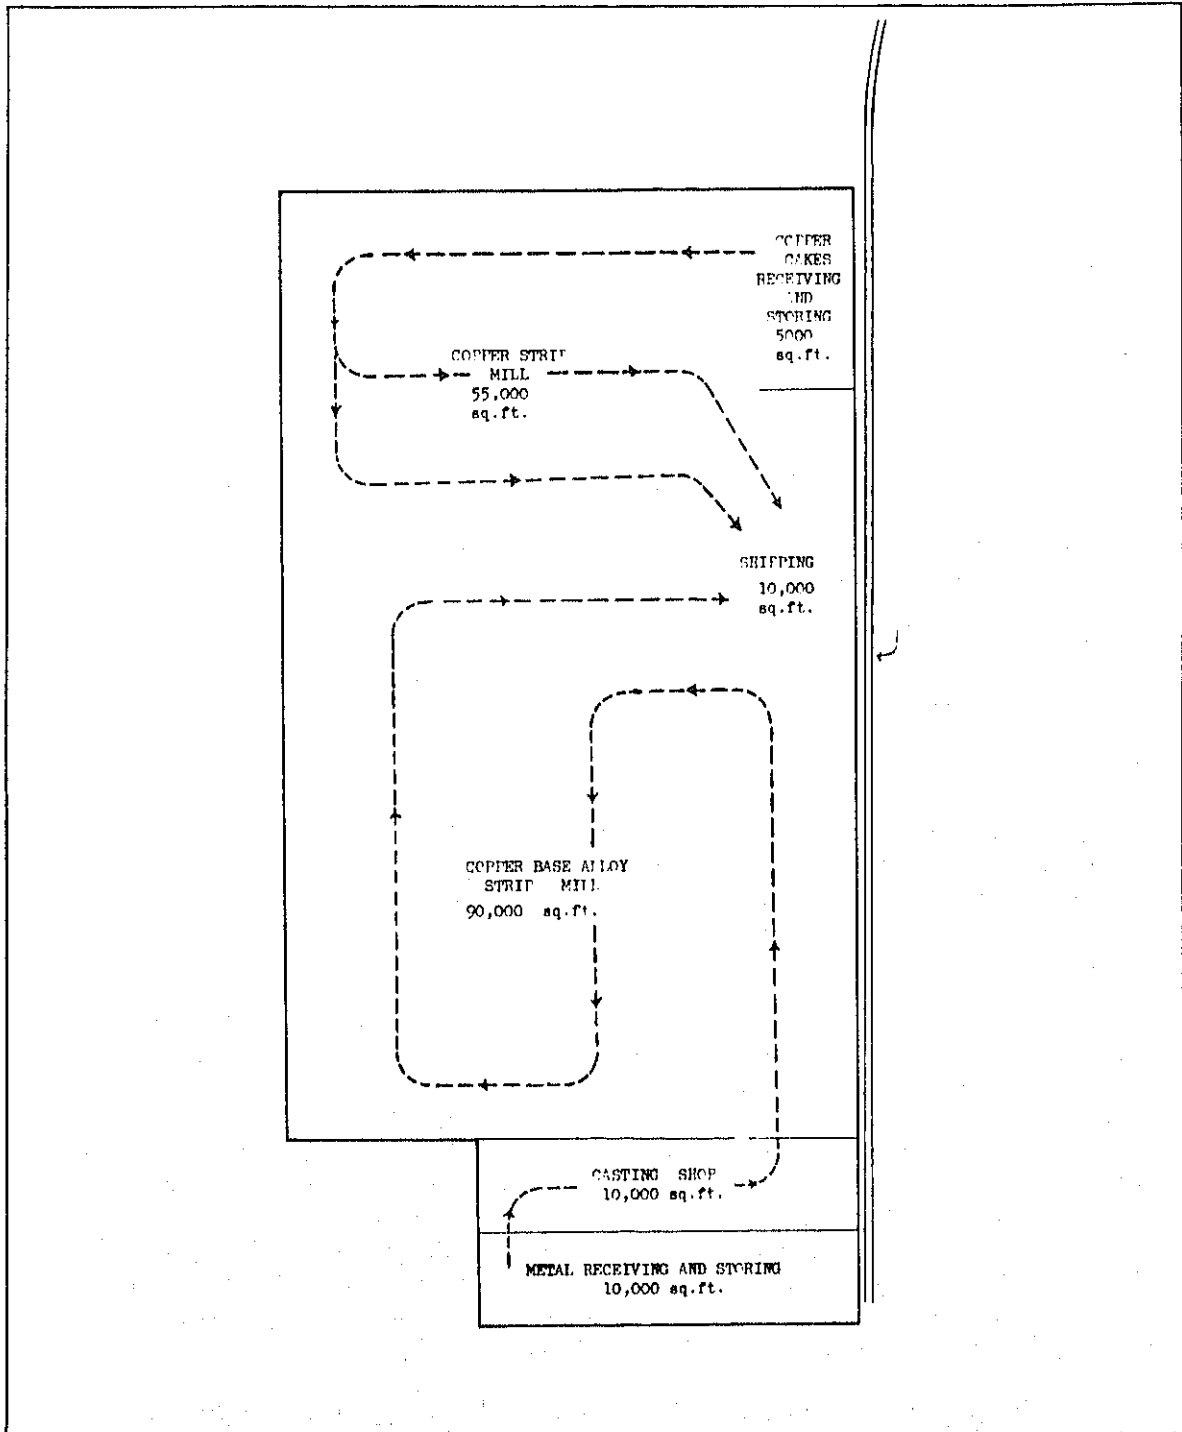 COPPER
CAKES
RECEIVING
AND
STORING
5000
sq.ft.
COPPER STRIP
MILL
55,000
sq.ft.
SHIPPING
10,000
sq.ft.
COPPER BASE ALLOY
STRIP MILL
90,000 sq.ft.
CASTING SHOP
10,000 sq.ft.
METAL RECEIVING AND STORING
10,000 sq.ft.